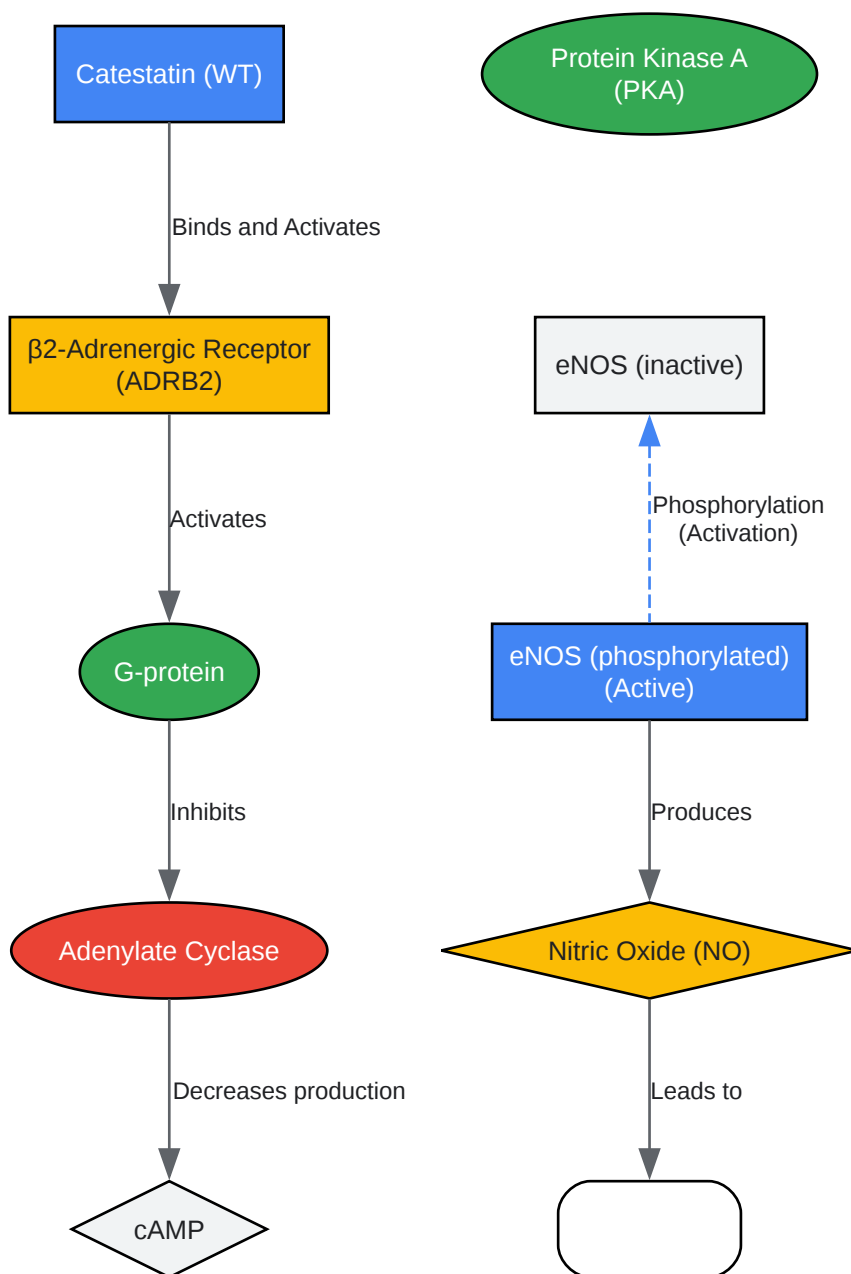 Catestatin (WT)
Protein Kinase A
(PKA)
Binds and Activates
β2-Adrenergic Receptor
(ADRB2)
eNOS (inactive)
Activates
Phosphorylation
(Activation)
G-protein
eNOS (phosphorylated)
(Active)
Inhibits
Produces
Adenylate Cyclase
Nitric Oxide (NO)
Decreases production
Leads to
cAMP